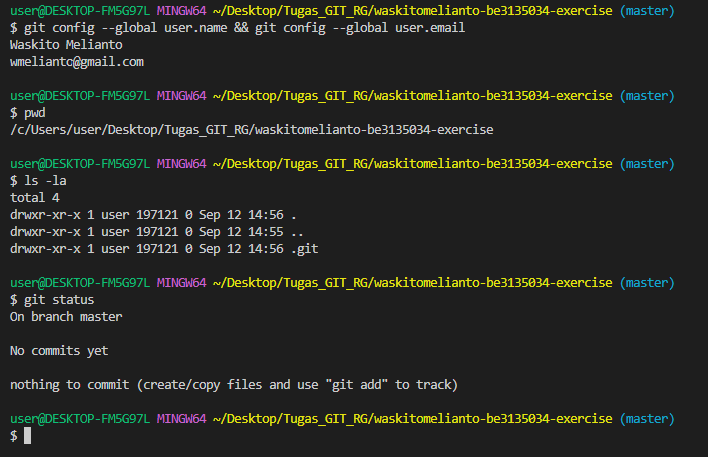 user@DESKTOP-FM5G97L MINGW64 ~/Desktop/Tugas_GIT_RG/waskitomelianto-be3135034-exercise (master)
$ git config --global user.name && git config --global user.email
Waskito Melianto
wmelianto@gmail.com
user@DESKTOP-FM5G97L MINGW64 ~/Desktop/Tugas_GIT_RG/waskitomelianto-be3135034-exercise (master)
$ pwd
/c/Users/user/Desktop/Tugas_GIT_RG/waskitomelianto-be3135034-exercise
user@DESKTOP-FM5G97L MINGW64 ~/Desktop/Tugas_GIT_RG/waskitomelianto-be3135034-exercise (master)
$ ls -la
total 4
drwxr-xr-x 1 user 197121 0 Sep 12 14:56 .
drwxr-xr-x 1 user 197121 0 Sep 12 14:55 ..
drwxr-xr-x 1 user 197121 0 Sep 12 14:56 .git
user@DESKTOP-FM5G97L MINGW64 ~/Desktop/Tugas_GIT_RG/waskitomelianto-be3135034-exercise (master)
$ git status
On branch master
No commits yet
nothing to commit (create/copy files and use "git add" to track)
user@DESKTOP-FM5G97L MINGW64 ~/Desktop/Tugas_GIT_RG/waskitomelianto-be3135034-exercise (master)
$